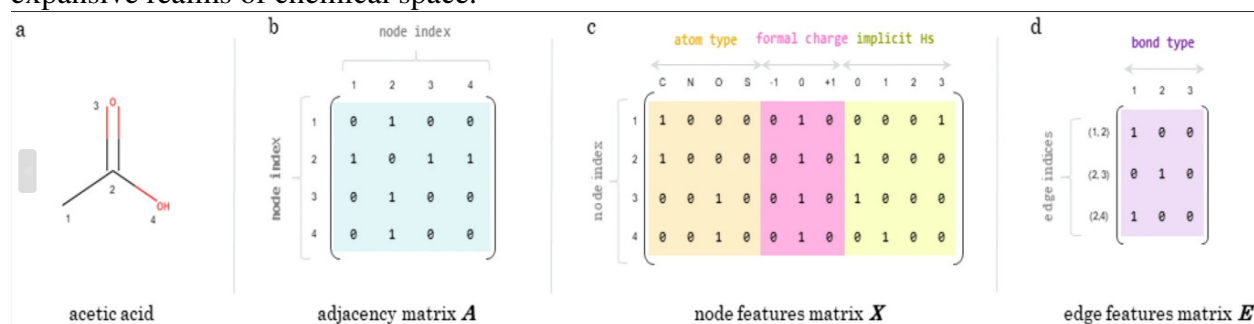 expansive realms of chemical space.
a
3
O
2
1
4
OH
acetic acid
b
node index
1 2 3 4
node index
1 0 1 0 0
2 1 0 1 1
3 0 1 0 0
4 0 1 0 0
adjacency matrix A
c
atom type formal charge implicit Hs
C N O S -1 0 +1 0 1 2 3
node index
1 1 0 0 0 0 1 0 0 0 0 1
2 1 0 0 0 0 1 0 1 0 0 0
3 0 0 1 0 0 1 0 1 0 0 0
4 0 0 1 0 0 1 0 0 1 0 0
node features matrix X
d
bond type
1 2 3
edge indices
(1, 2) 1 0 0
(2, 3) 0 1 0
(2,4) 1 0 0
edge features matrix E